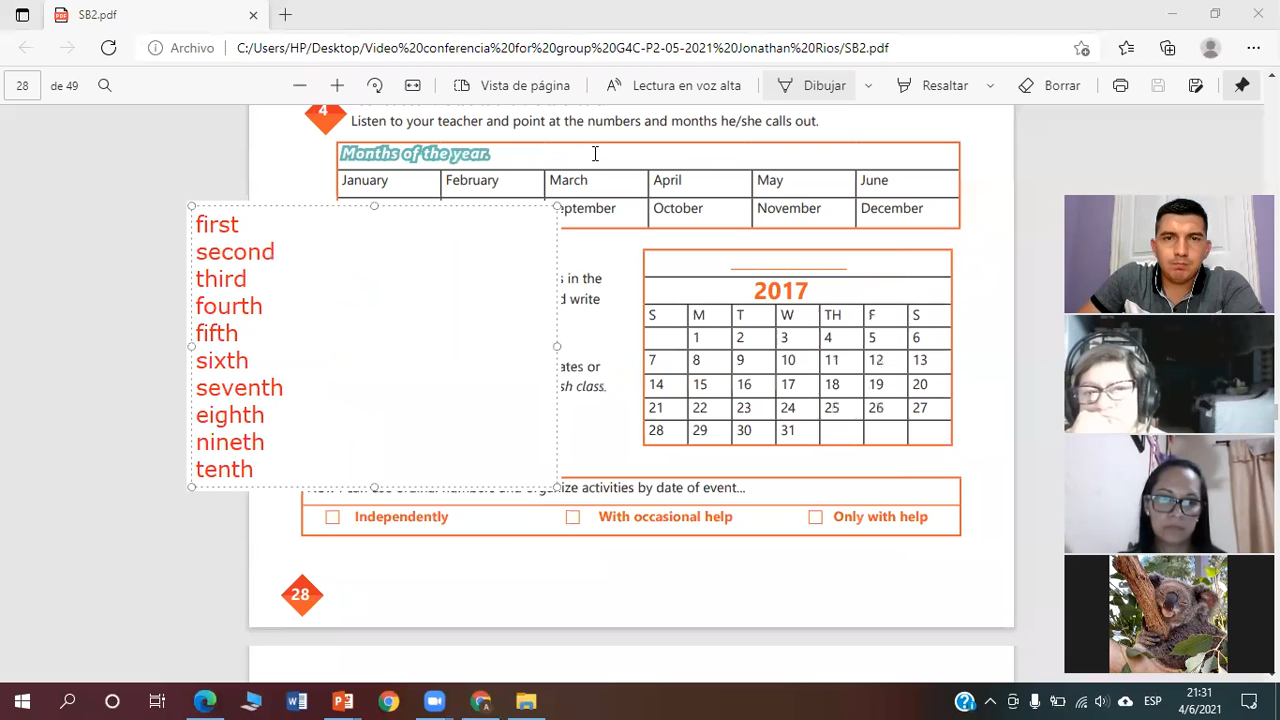 SB2.pdf
Archivo
C:/Users/HP/Desktop/Video%20conferencia%20for%20group%20G4C-P2-05-2021%20Jonathan%20Rios/SB2.pdf
28 de 49
Vista de página
Lectura en voz alta
Dibujar
Resaltar
Borrar
4
Listen to your teacher and point at the numbers and months he/she calls out.
Months of the year.
January February March April May June
eptember October November December
first
second
third
fourth
fifth
sixth
seventh
eighth
nineth
tenth
s in the
d write
ates or
sh class.
2017
S M T W TH F S
1 2 3 4 5 6
7 8 9 10 11 12 13
14 15 16 17 18 19 20
21 22 23 24 25 26 27
28 29 30 31
and organize activities by date of event...
Independently With occasional help Only with help
28
ESP
21:31
4/6/2021